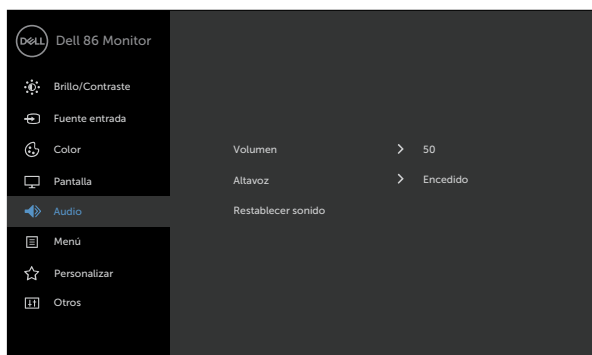 DELL Dell 86 Monitor
Brillo/Contraste
Fuente entrada
Color
Volumen 50
Pantalla
Altavoz Encedido
Audio
Restablecer sonido
Menú
Personalizar
Otros